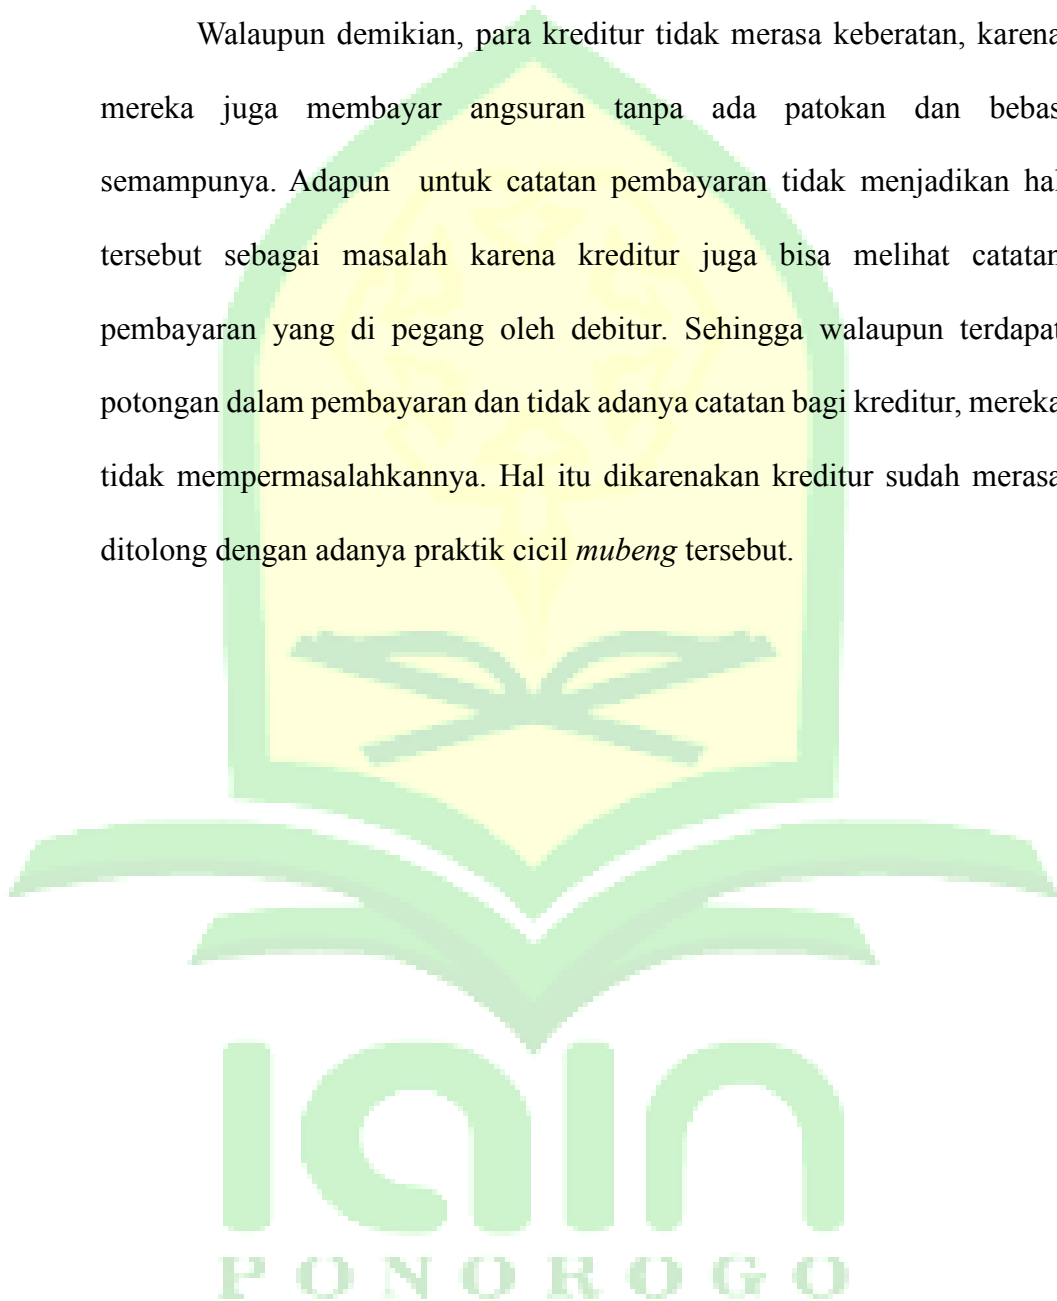 Walaupun demikian, para kreditur tidak merasa keberatan, karena
mereka juga membayar angsuran tanpa ada patokan dan bebas
semampunya. Adapun untuk catatan pembayaran tidak menjadikan hal
tersebut sebagai masalah karena kreditur juga bisa melihat catatan
pembayaran yang di pegang oleh debitur. Sehingga walaupun terdapat
potongan dalam pembayaran dan tidak adanya catatan bagi kreditur, mereka
tidak mempermasalahkannya. Hal itu dikarenakan kreditur sudah merasa
ditolong dengan adanya praktik cicil mubeng tersebut.
iain
PONOROGO